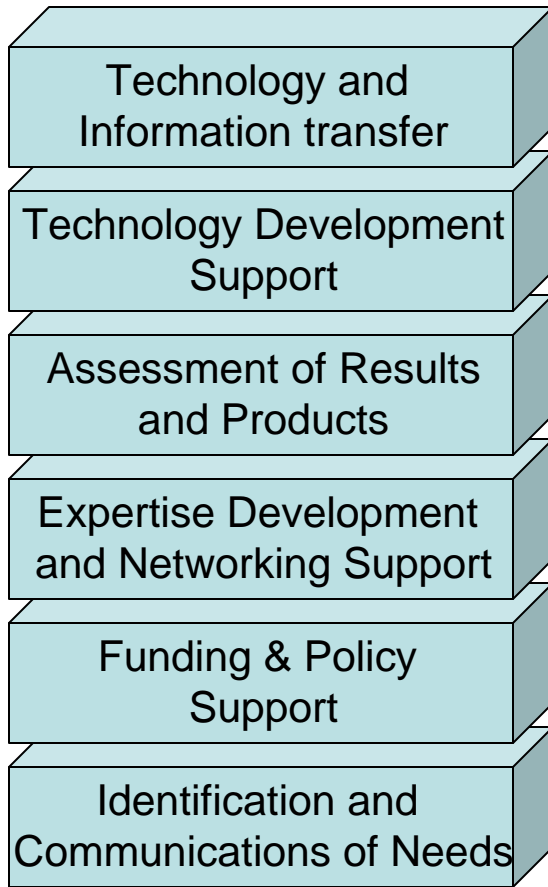 Technology and
Information transfer
Technology Development
Support
Assessment of Results
and Products
Expertise Development
and Networking Support
Funding & Policy
Support
Identification and
Communications of Needs